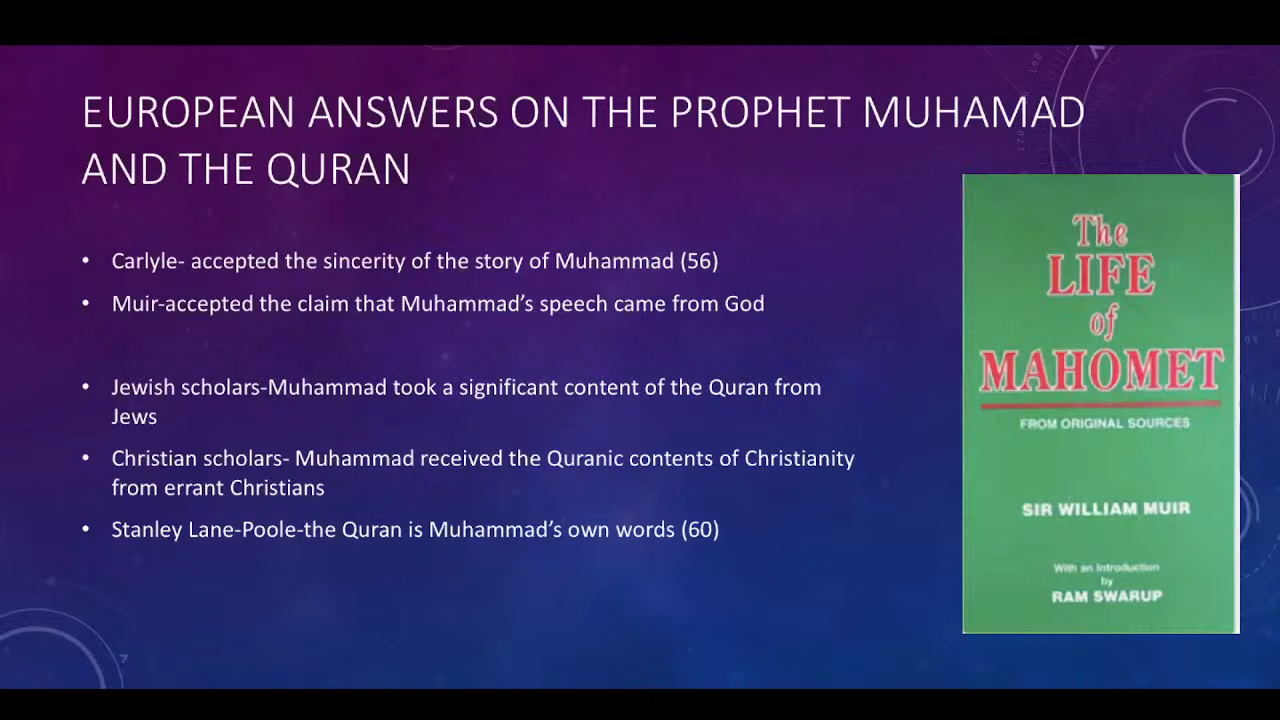 EUROPEAN ANSWERS ON THE PROPHET MUHAMAD
AND THE QURAN
• Carlyle- accepted the sincerity of the story of Muhammad (56)
• Muir-accepted the claim that Muhammad’s speech came from God
• Jewish scholars-Muhammad took a significant content of the Quran from
Jews
• Christian scholars- Muhammad received the Quranic contents of Christianity
from errant Christians
• Stanley Lane-Poole-the Quran is Muhammad’s own words (60)
The
LIFE
of
MAHOMET
FROM ORIGINAL SOURCES
SIR WILLIAM MUIR
With an Introduction
by
RAM SWARUP